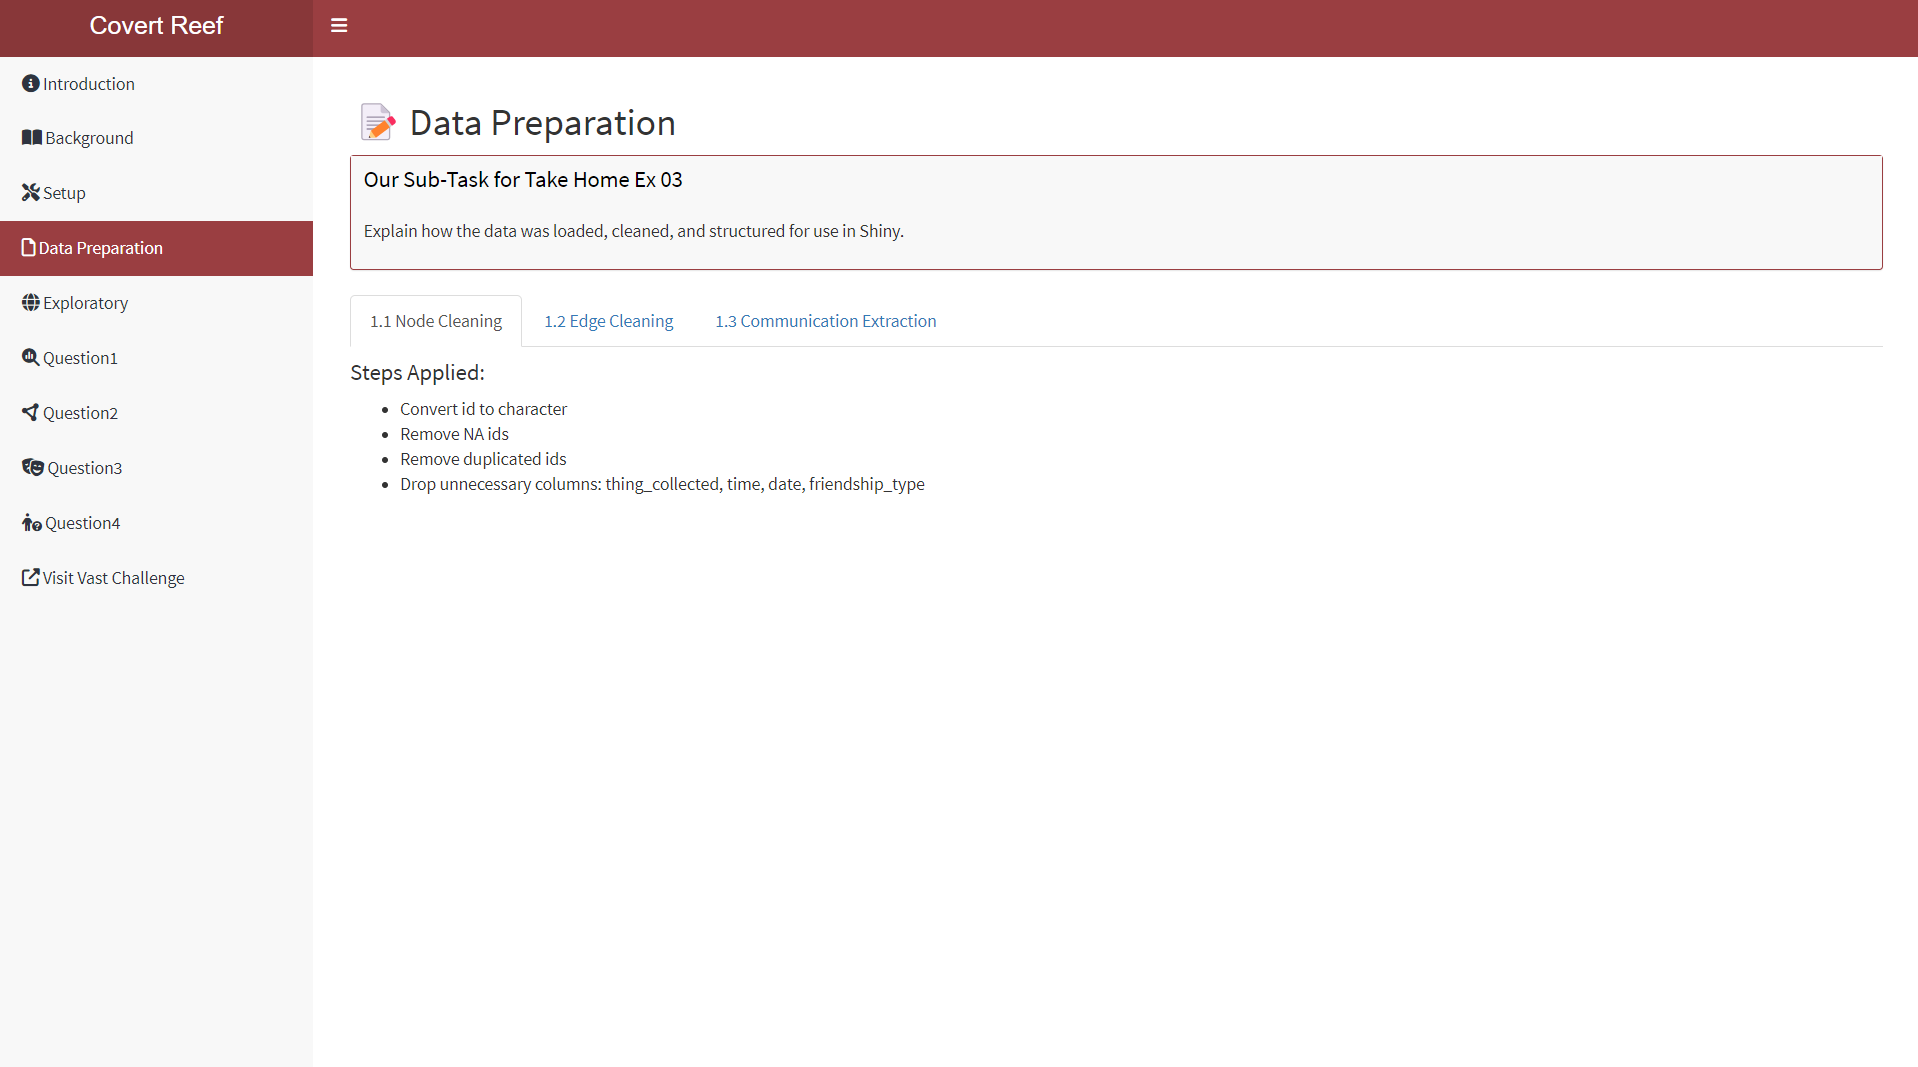 Covert Reef
Introduction
Background
Setup
Data Preparation
Exploratory
Question1
Question2
Question3
Question4
Visit Vast Challenge
Data Preparation
Our Sub-Task for Take Home Ex 03
Explain how the data was loaded, cleaned, and structured for use in Shiny.
1.1 Node Cleaning
1.2 Edge Cleaning
1.3 Communication Extraction
Steps Applied:
Convert id to character
Remove NA ids
Remove duplicated ids
Drop unnecessary columns: thing_collected, time, date, friendship_type